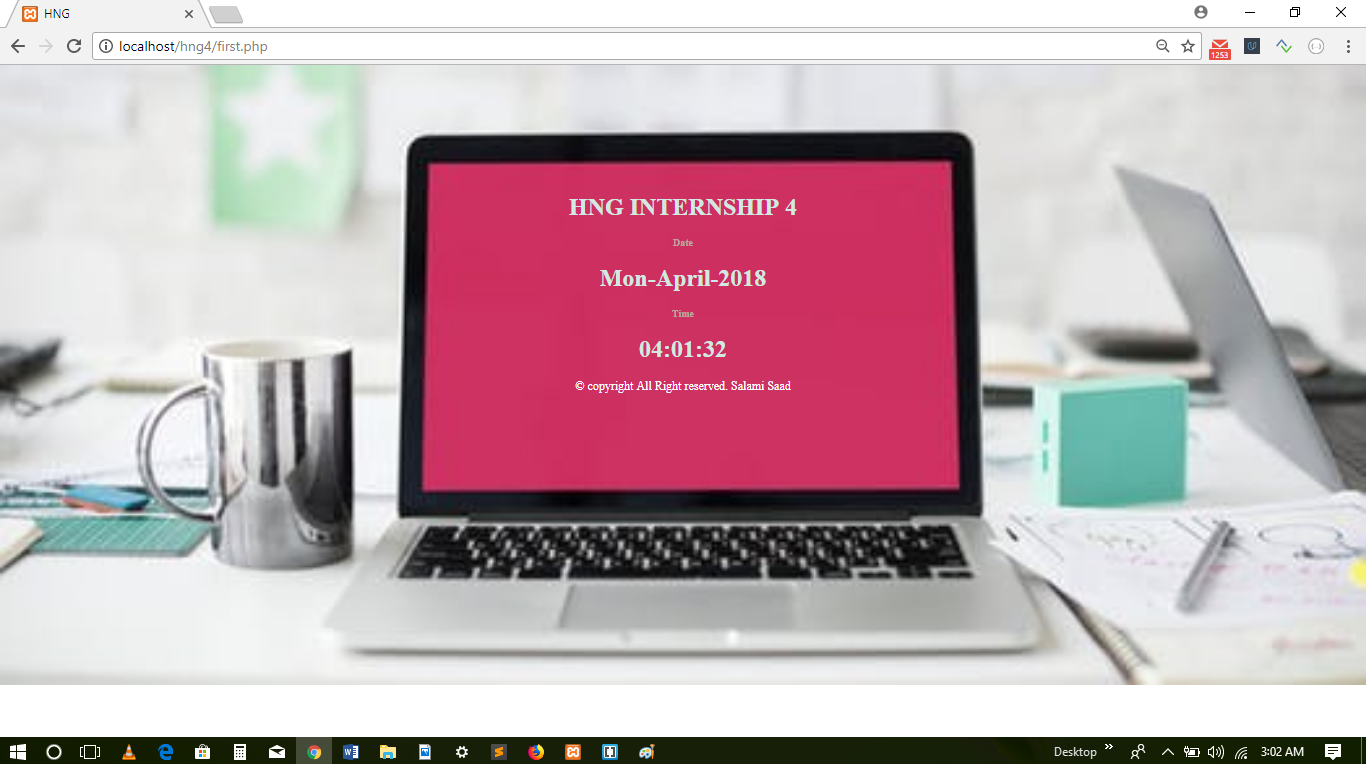 HNG
localhost/hng4/first.php
1253
HNG INTERNSHIP 4
Date
Mon-April-2018
Time
04:01:32
© copyright All Right reserved. Salami Saad
Desktop
3:02 AM